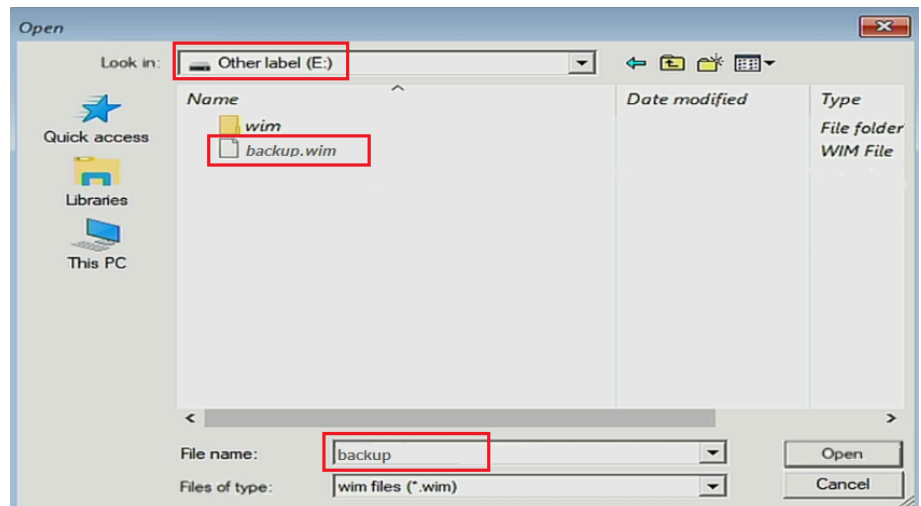 Open
Look in: Other label (E:)
Name Date modified Type
wim File folder
backup.wim WIM File
Quick access
Libraries
This PC
File name: backup Open
Files of type: wim files (*.wim) Cancel